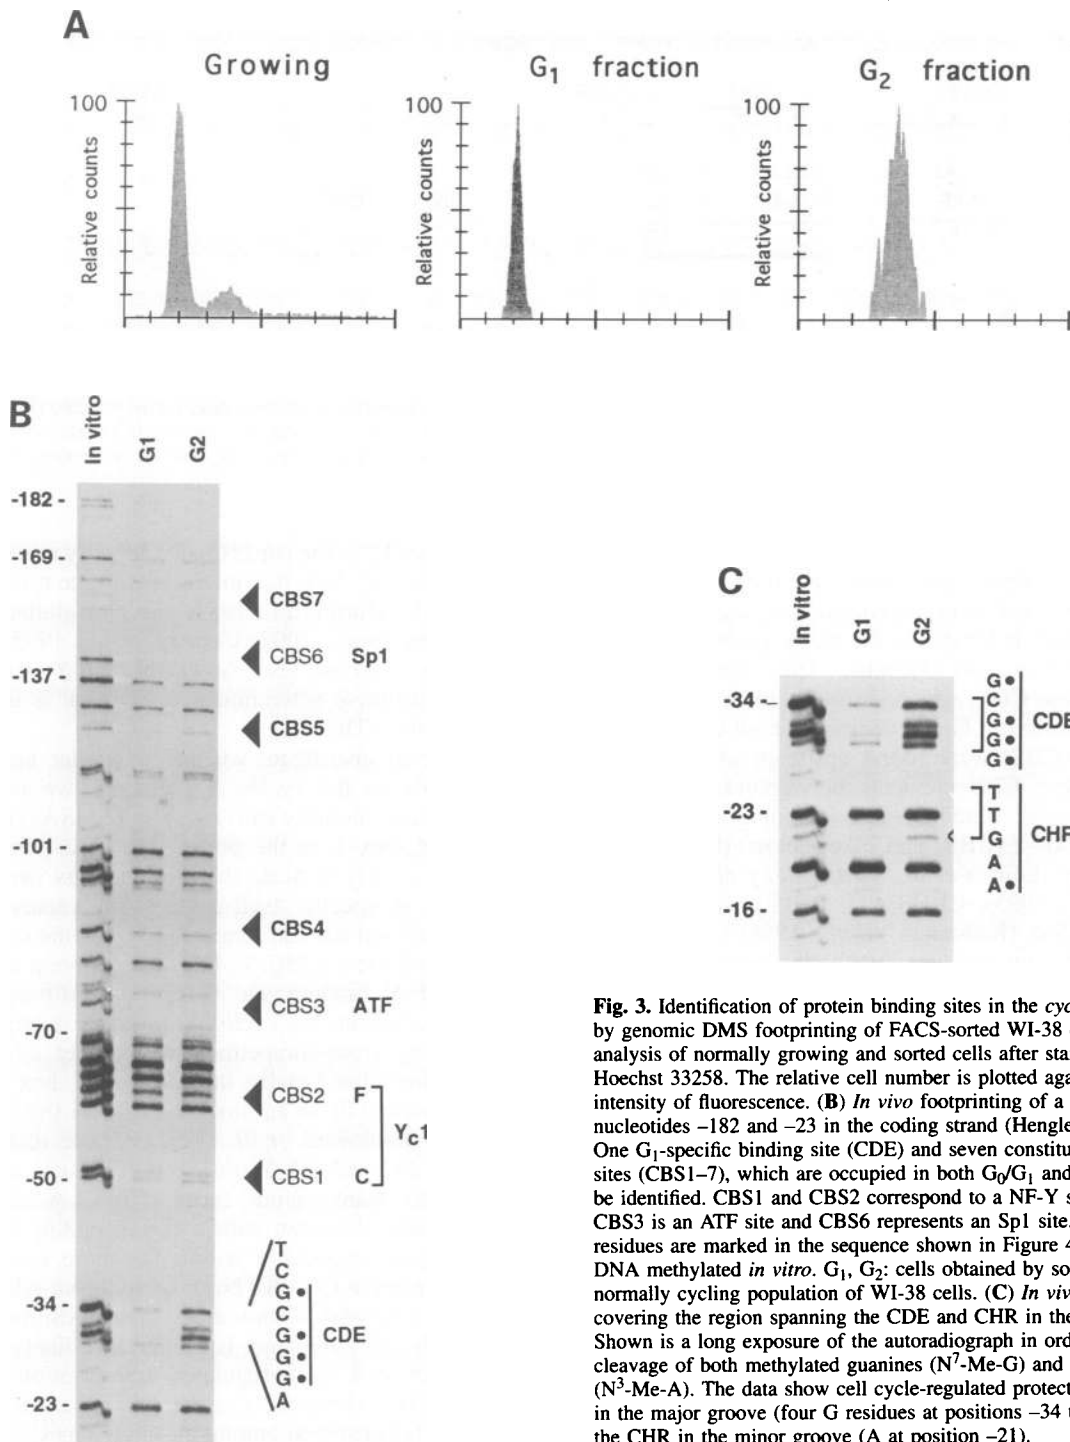 A
Growing
G1 fraction
G2 fraction
100
100
100
Relative counts
Relative counts
Relative counts
B
In vitro
G1
G2
-182 -
-169 -
CBS7
CBS6 Sp1
-137 -
CBS5
-101 -
CBS4
CBS3 ATF
-70 -
CBS2 F
Yc1
-50 -
CBS1 C
T
C
G•
-34 -
C
G•
CDE
G•
G•
A
-23 -
C
In vitro
G1
G2
-34 -
G•
C
G•
CDE
G•
G•
-23 -
T
T
G
A
A•
-16 -
Fig. 3. Identification of protein binding sites in the
by genomic DMS footprinting of FACS-sorted WI-38
analysis of normally growing and sorted cells after
Hoechst 33258. The relative cell number is plotted
intensity of fluorescence. (B) In vivo footprinting of a
nucleotides –182 and –23 in the coding strand
One G1-specific binding site (CDE) and seven
sites (CBS1–7), which are occupied in both G0/G1 and
be identified. CBS1 and CBS2 correspond to a NF-Y
CBS3 is an ATF site and CBS6 represents an Sp1 site.
residues are marked in the sequence shown in Figure 4
DNA methylated in vitro. G1, G2: cells obtained by
normally cycling population of WI-38 cells. (C) In
covering the region spanning the CDE and CHR in the
Shown is a long exposure of the autoradiograph in
cleavage of both methylated guanines (N7-Me-G) and
(N3-Me-A). The data show cell cycle-regulated
in the major groove (four G residues at positions –34
the CHR in the minor groove (A at position –21).